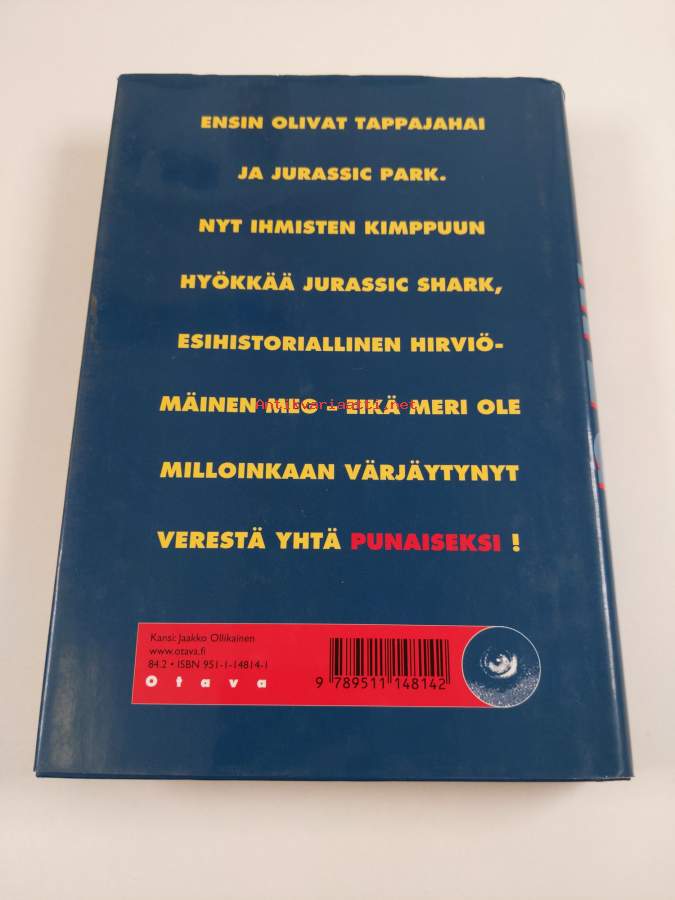 ENSIN OLIVAT TAPPAJAHAI
JA JURASSIC PARK.
NYT IHMISTEN KIMPPUUN
HYÖKKÄÄ JURASSIC SHARK,
ESIHISTORIALLINEN HIRVIÖ-
MÄINEN MEG – EIKÄ MERI OLE
Antikvariaatti.net
MILLOINKAAN VÄRJÄYTYNYT
VERESTÄ YHTÄ PUNAISEKSI !
Kansi: Jaakko Ollikainen
www.otava.fi
84.2 • ISBN 951-1-14814-1
Otava
9 789511 148142